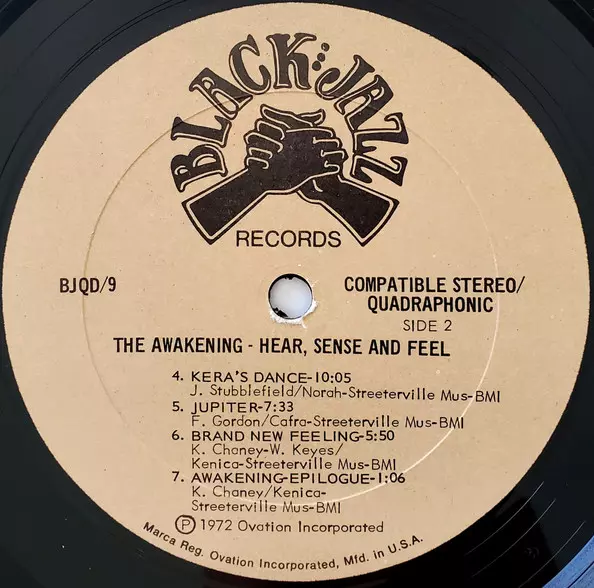 BLACK JAZZ
RECORDS
BJQD/9
COMPATIBLE STEREO/
QUADRAPHONIC
SIDE 2
THE AWAKENING - HEAR, SENSE AND FEEL
4. KERA'S DANCE-10:05
J. Stubblefield/Norah-Streeterville Mus-BMI
5. JUPITER-7:33
F. Gordon/Cafra-Streeterville Mus-BMI
6. BRAND NEW FEELING-5:50
K. Chaney-W. Keyes/
Kenica-Streeterville Mus-BMI
7. AWAKENING-EPILOGUE-1:06
K. Chaney/Kenica-
Streeterville Mus-BMI
Ⓟ 1972 Ovation Incorporated
Marca Reg. Ovation Incorporated, Mfd. in U.S.A.